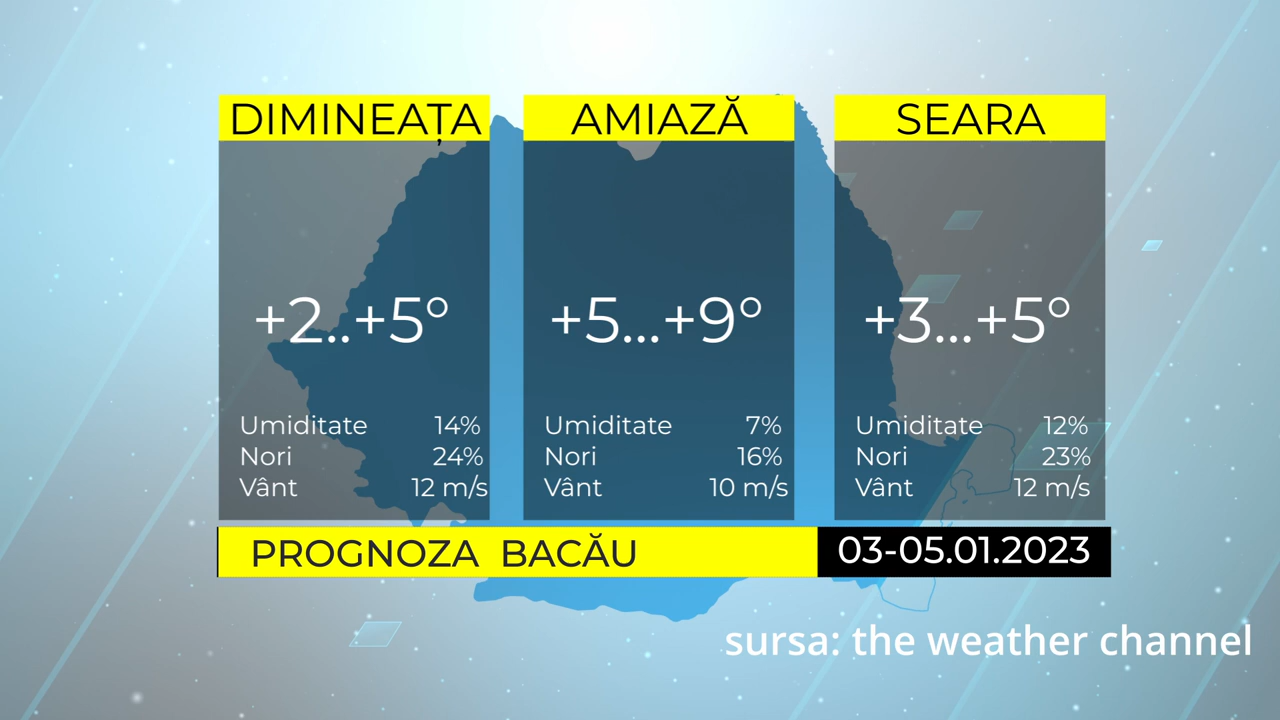 DIMINEAȚA
+2..+5°
Umiditate 14%
Nori 24%
Vânt 12 m/s
AMIAZĂ
+5...+9°
Umiditate 7%
Nori 16%
Vânt 10 m/s
SEARA
+3...+5°
Umiditate 12%
Nori 23%
Vânt 12 m/s
PROGNOZA BACĂU
03-05.01.2023
sursa: the weather channel